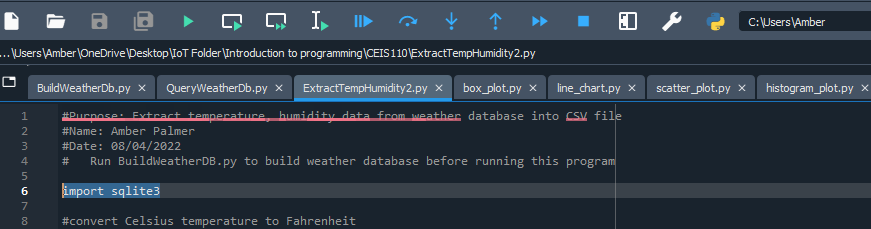 C:\Users\Amber
...\Users\Amber\OneDrive\Desktop\IoT Folder\Introduction to programming\CEIS110\ExtractTempHumidity2.py
BuildWeatherDb.py QueryWeatherDb.py ExtractTempHumidity2.py box_plot.py line_chart.py scatter_plot.py histogram_plot.py
1 #Purpose: Extract temperature, humidity data from weather database into CSV file
2 #Name: Amber Palmer
3 #Date: 08/04/2022
4 #   Run BuildWeatherDB.py to build weather database before running this program
5
6 import sqlite3
7
8 #convert Celsius temperature to Fahrenheit